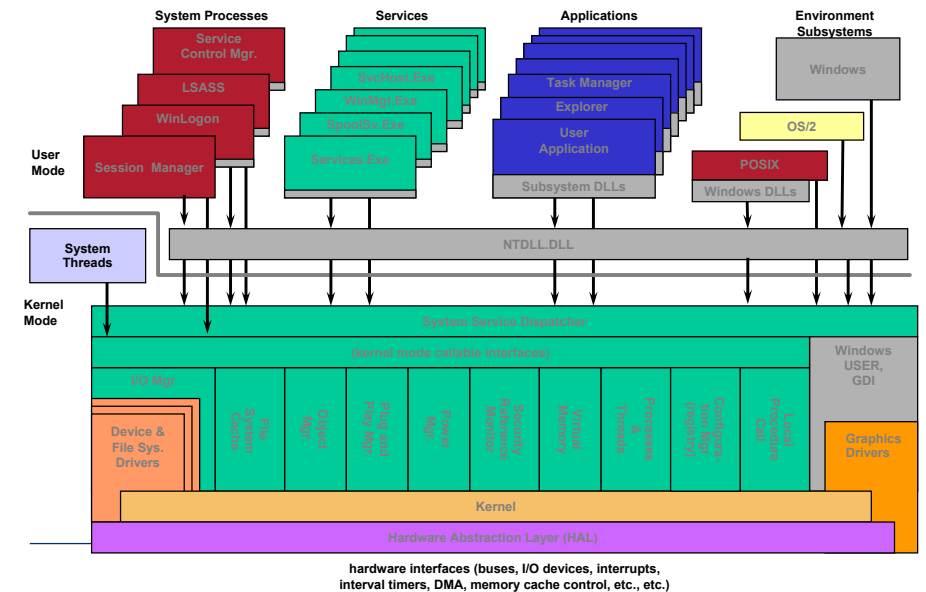 System Processes
Services
Applications
Environment
Subsystems
Service
Control Mgr.
LSASS
WinLogon
Session Manager
SvcHost.Exe
WinMgt.Exe
SpoolSv.Exe
Services.Exe
Task Manager
Explorer
User
Application
Subsystem DLLs
Windows
OS/2
POSIX
Windows DLLs
User
Mode
NTDLL.DLL
System
Threads
Kernel
Mode
System Service Dispatcher
(kernel mode callable interfaces)
Windows
USER,
GDI
I/O Mgr
Device &
File Sys.
Drivers
File
System
Cache
Object
Mgr.
Plug and
Play Mgr.
Power
Mgr.
Security
Reference
Monitor
Virtual
Memory
Processes
&
Threads
Configura-
tion Mgr
(registry)
Local
Procedure
Call
Graphics
Drivers
Kernel
Hardware Abstraction Layer (HAL)
hardware interfaces (buses, I/O devices, interrupts,
interval timers, DMA, memory cache control, etc., etc.)